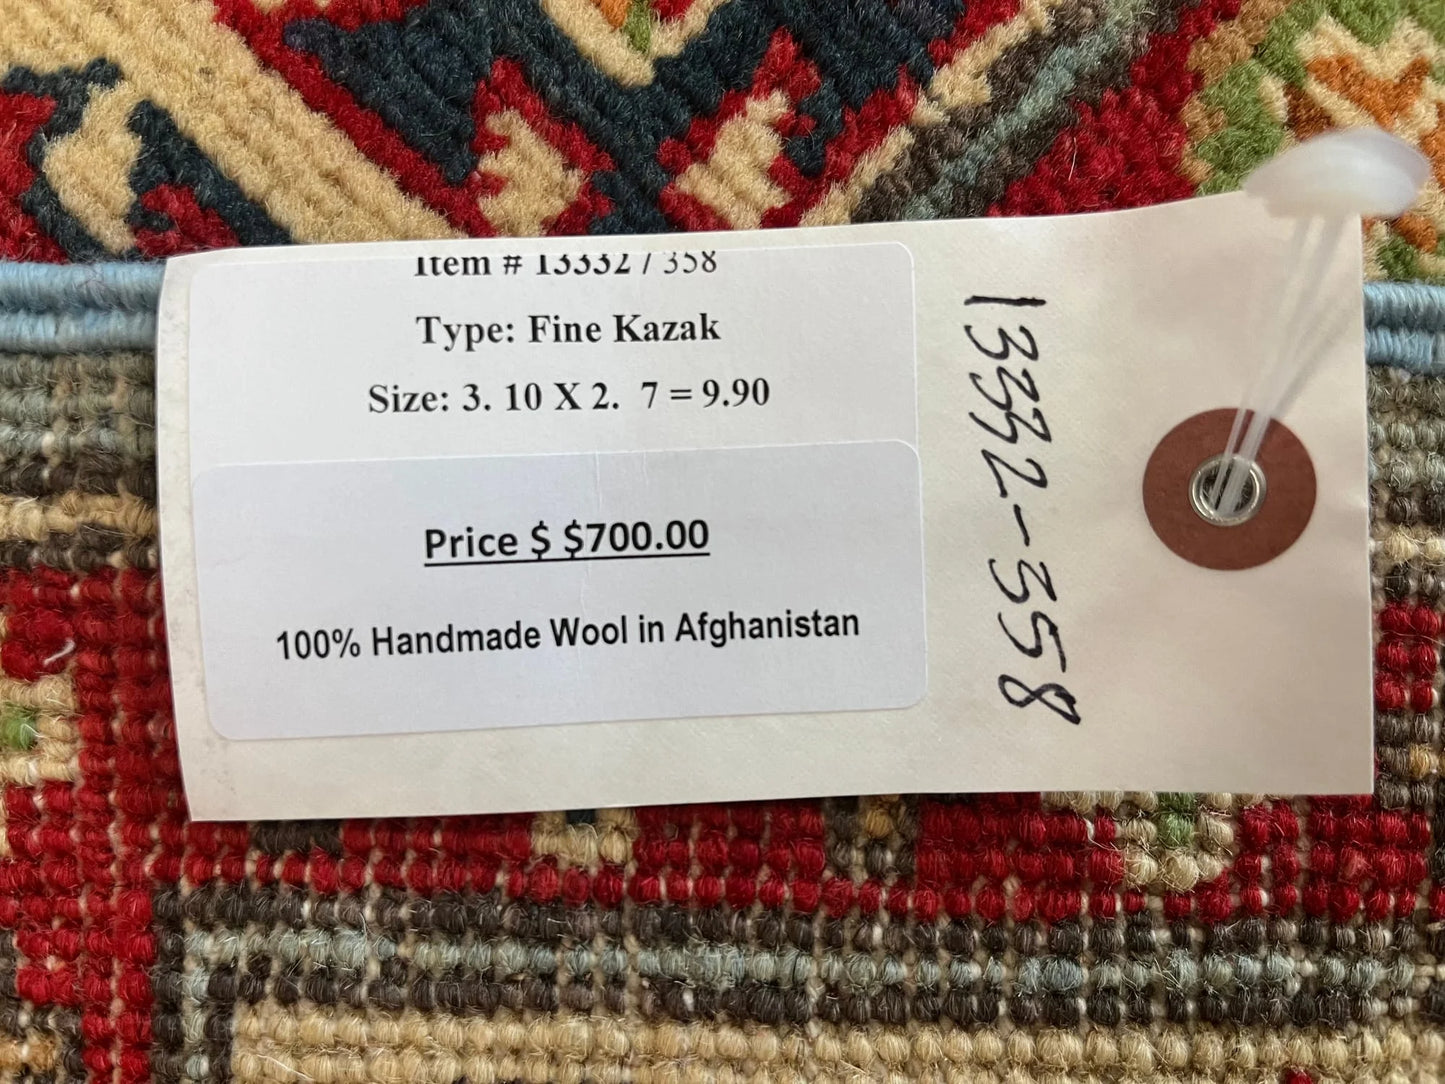 Item # 13332 / 358
Type: Fine Kazak
Size: 3. 10 X 2. 7 = 9.90
Price $ $700.00
100% Handmade Wool in Afghanistan
13332-358